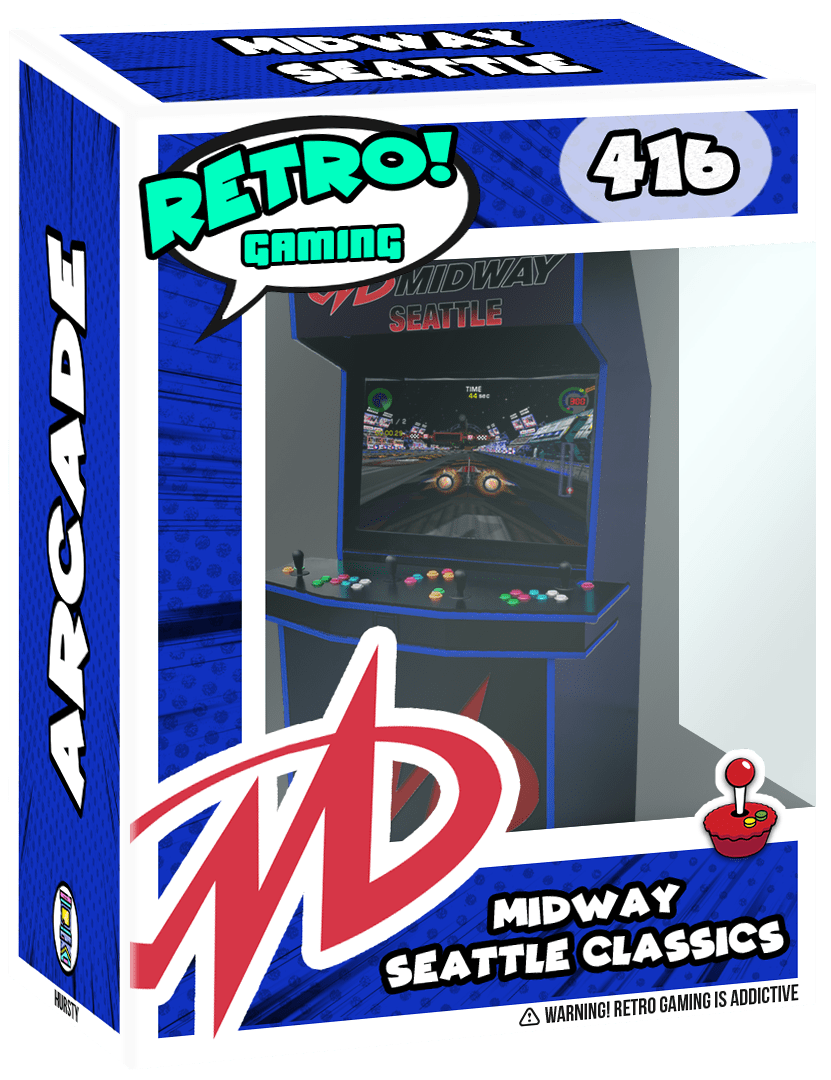 MIDWAY
SEATTLE
RETRO!
GAMING
416
ARCADE
MIDWAY
SEATTLE
TIME
44 SEC
MIDWAY
SEATTLE CLASSICS
WARNING! RETRO GAMING IS ADDICTIVE
HURSTY